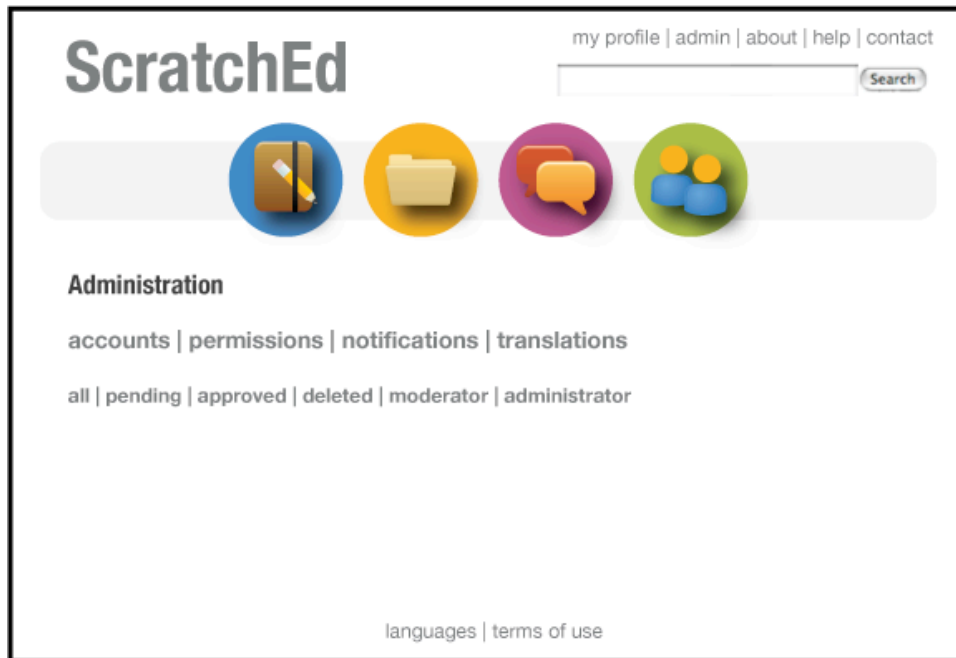 ScratchEd
my profile | admin | about | help | contact
Search
Administration
accounts | permissions | notifications | translations
all | pending | approved | deleted | moderator | administrator
languages | terms of use